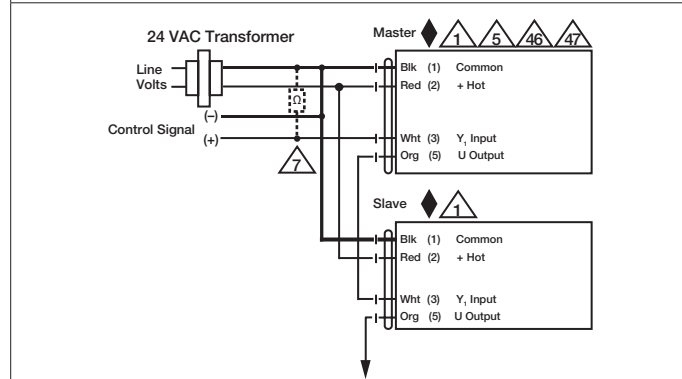 24 VAC Transformer
Line
Volts
(–)
Control Signal
(+)
Ω
7
Master 1 5 46 47
Blk (1) Common
Red (2) + Hot
Wht (3) Y1 Input
Org (5) U Output
Slave 1
Blk (1) Common
Red (2) + Hot
Wht (3) Y1 Input
Org (5) U Output